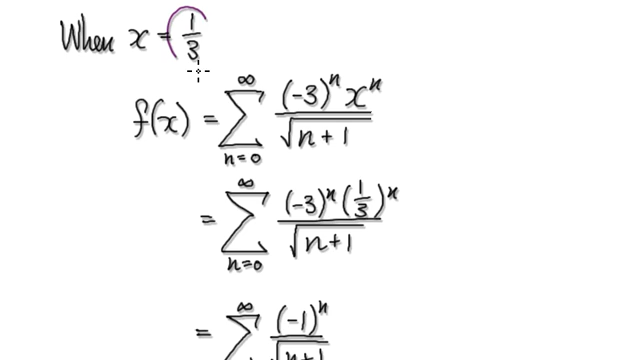 When x = 1/3
f(x) = ∑_{n=0}^{∞} (-3)^n x^n / √(n+1)
= ∑_{n=0}^{∞} (-3)^n (1/3)^n / √(n+1)
= ∑^{∞} (-1)^n / √(n+1)